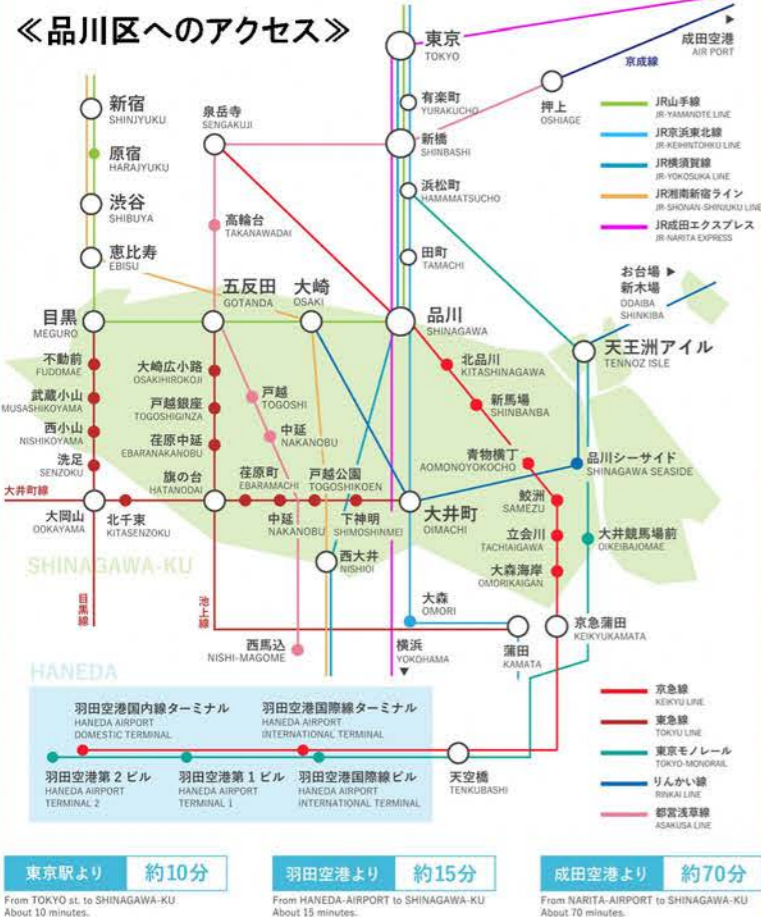 ≪品川区へのアクセス≫
東京
TOKYO
成田空港
AIR PORT
京成線
新宿
SHINJYUKU
泉岳寺
SENGAKUJI
有楽町
YURAKUCHO
押上
OSHIAGE
JR山手線
JR-YAMANOTE LINE
原宿
HARAJYUKU
新橋
SHINBASHI
JR京浜東北線
JR-KEIHINTOHKU LINE
JR横須賀線
JR-YOKOSUKA LINE
渋谷
SHIBUYA
浜松町
HAMAMATSUCHO
JR湘南新宿ライン
JR-SHONAN-SHINJUKU LINE
高輪台
TAKANAWADAI
JR成田エクスプレス
JR-NARITA EXPRESS
恵比寿
EBISU
田町
TAMACHI
お台場
新木場
ODAIBA
SHINKIBA
五反田
GOTANDA
大崎
OSAKI
目黒
MEGURO
品川
SHINAGAWA
天王洲アイル
TENNOZ ISLE
不動前
FUDOMAE
大崎広小路
OSAKIHIROKOJI
北品川
KITASHINAGAWA
武蔵小山
MUSASHIKOYAMA
戸越
TOGOSHI
戸越銀座
TOGOSHIGINZA
新馬場
SHINBANBA
西小山
NISHIKOYAMA
中延
NAKANOBU
荏原中延
EBARANAKANOBU
青物横丁
AOMONOYOKOCHO
品川シーサイド
SHINAGAWA SEASIDE
洗足
SENZOKU
旗の台
HATANODAI
荏原町
EBARAMACHI
戸越公園
TOGOSHIKOEN
大井町線
大井町
OIMACHI
鮫洲
SAMEZU
大岡山
OOKAYAMA
北千束
KITASENZOKU
中延
NAKANOBU
下神明
SHIMOSHINMEI
立会川
TACHIAIGAWA
大井競馬場前
OIKEIBAJOMAE
SHINAGAWA-KU
西大井
NISHIOI
大森海岸
OMORIKAIGAN
目黒線
池上線
大森
OMORI
西馬込
NISHI-MAGOME
横浜
YOKOHAMA
蒲田
KAMATA
京急蒲田
KEIKYUKAMATA
HANEDA
羽田空港国内線ターミナル
HANEDA AIRPORT
DOMESTIC TERMINAL
羽田空港国際線ターミナル
HANEDA AIRPORT
INTERNATIONAL TERMINAL
京急線
KEIKYU LINE
東急線
TOKYU LINE
東京モノレール
TOKYO-MONORAIL
りんかい線
RINKAI LINE
都営浅草線
ASAKUSA LINE
羽田空港第2ビル
HANEDA AIRPORT
TERMINAL 2
羽田空港第1ビル
HANEDA AIRPORT
TERMINAL 1
羽田空港国際線ビル
HANEDA AIRPORT
INTERNATIONAL TERMINAL
天空橋
TENKUBASHI
東京駅より 約10分
From TOKYO st. to SHINAGAWA-KU
About 10 minutes.
羽田空港より 約15分
From HANEDA-AIRPORT to SHINAGAWA-KU
About 15 minutes.
成田空港より 約70分
From NARITA-AIRPORT to SHINAGAWA-KU
About 70 minutes.